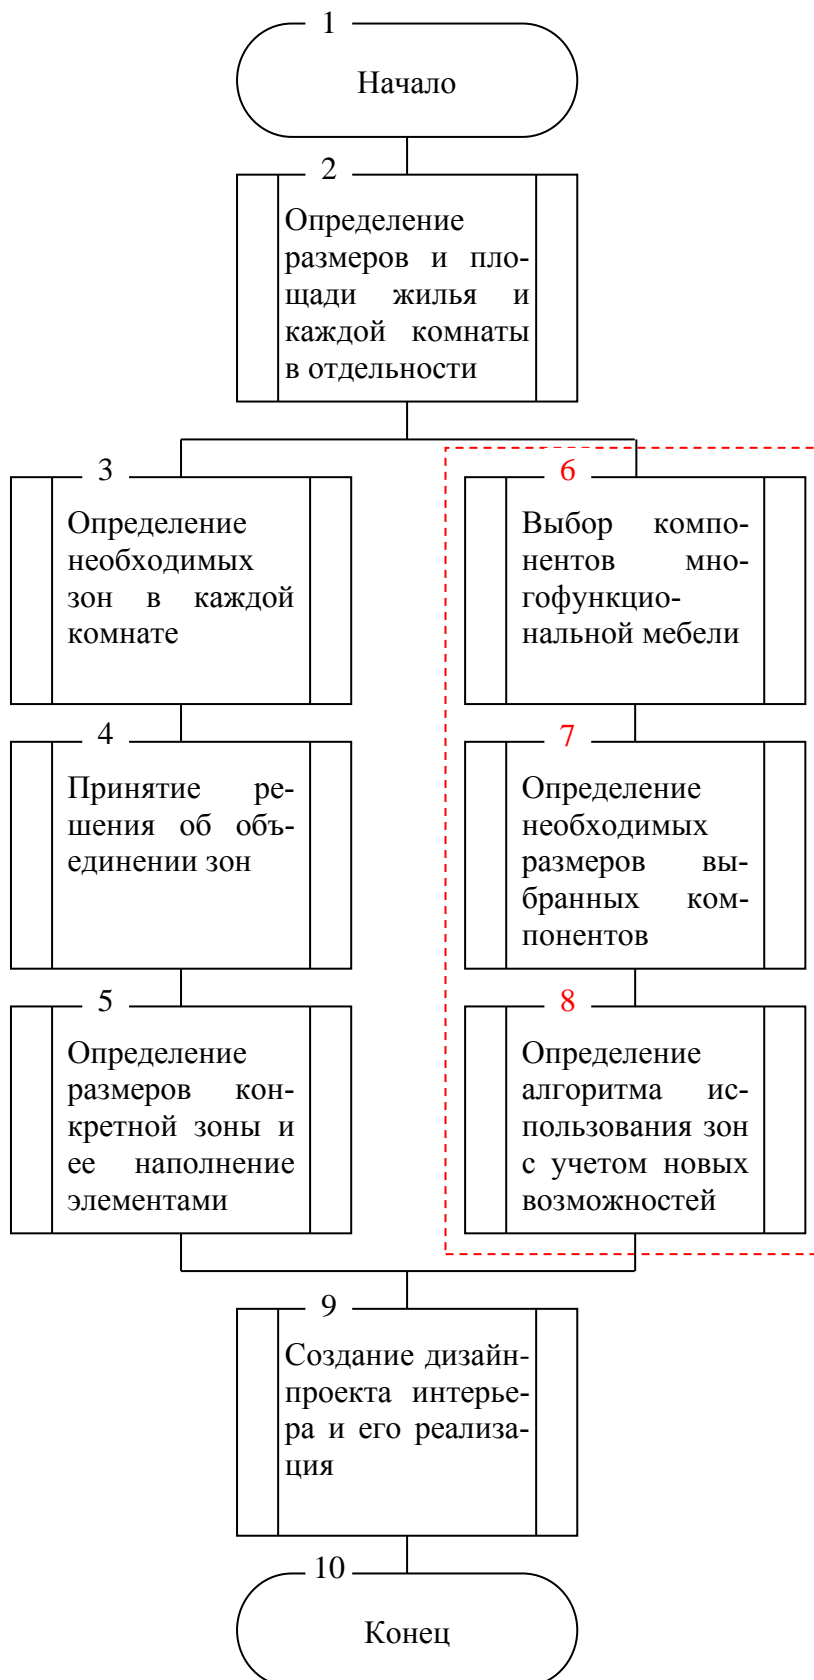 1
Начало
2
Определение
размеров и пло-
щади жилья и
каждой комнаты
в отдельности
3
Определение
необходимых
зон в каждой
комнате
4
Принятие ре-
шения об объ-
единении зон
5
Определение
размеров кон-
кретной зоны и
ее наполнение
элементами
6
Выбор компо-
нентов мно-
гофункцио-
нальной мебели
7
Определение
необходимых
размеров вы-
бранных ком-
понентов
8
Определение
алгоритма ис-
пользования зон
с учетом новых
возможностей
9
Создание дизайн-
проекта интерье-
ра и его реализа-
ция
10
Конец